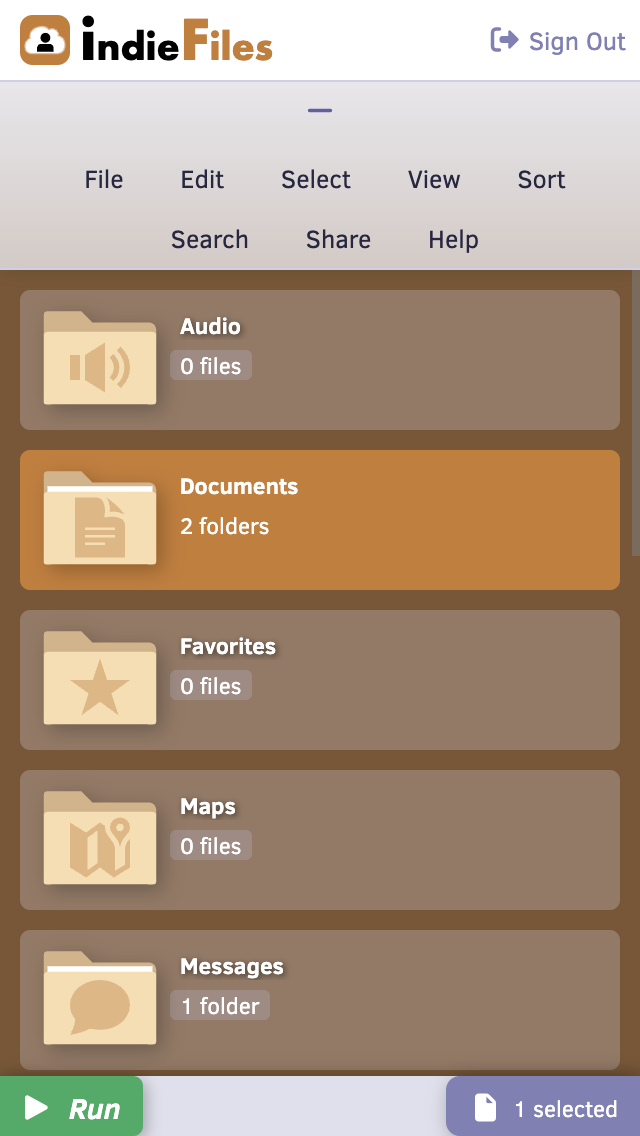 indieFiles
Sign Out
File Edit Select View Sort
Search Share Help
Audio
0 files
Documents
2 folders
Favorites
0 files
Maps
0 files
Messages
1 folder
Run
1 selected